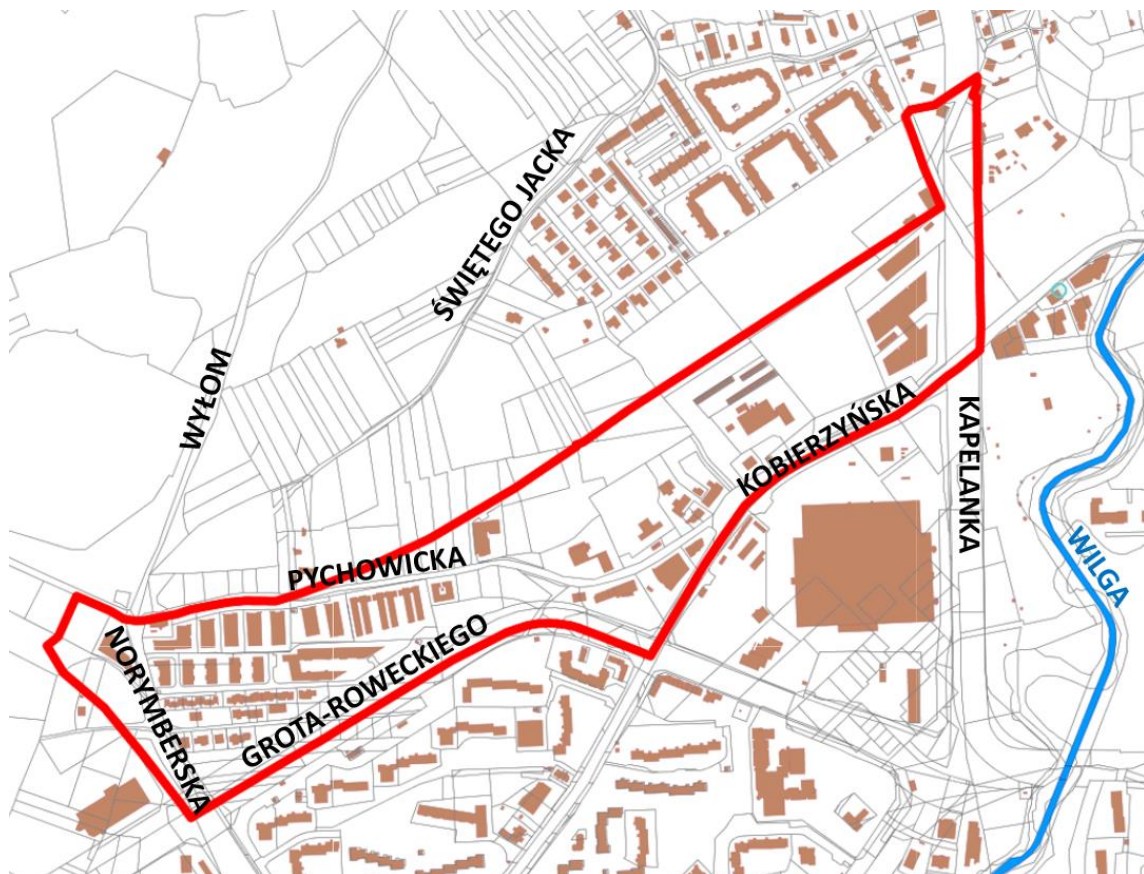 ŚWIĘTEGO JACKA
WYŁOM
KOBIERZYŃSKA
KAPELANKA
WILGA
PYCHOWICKA
GROTA-ROWECKIEGO
NORYMBERSKA